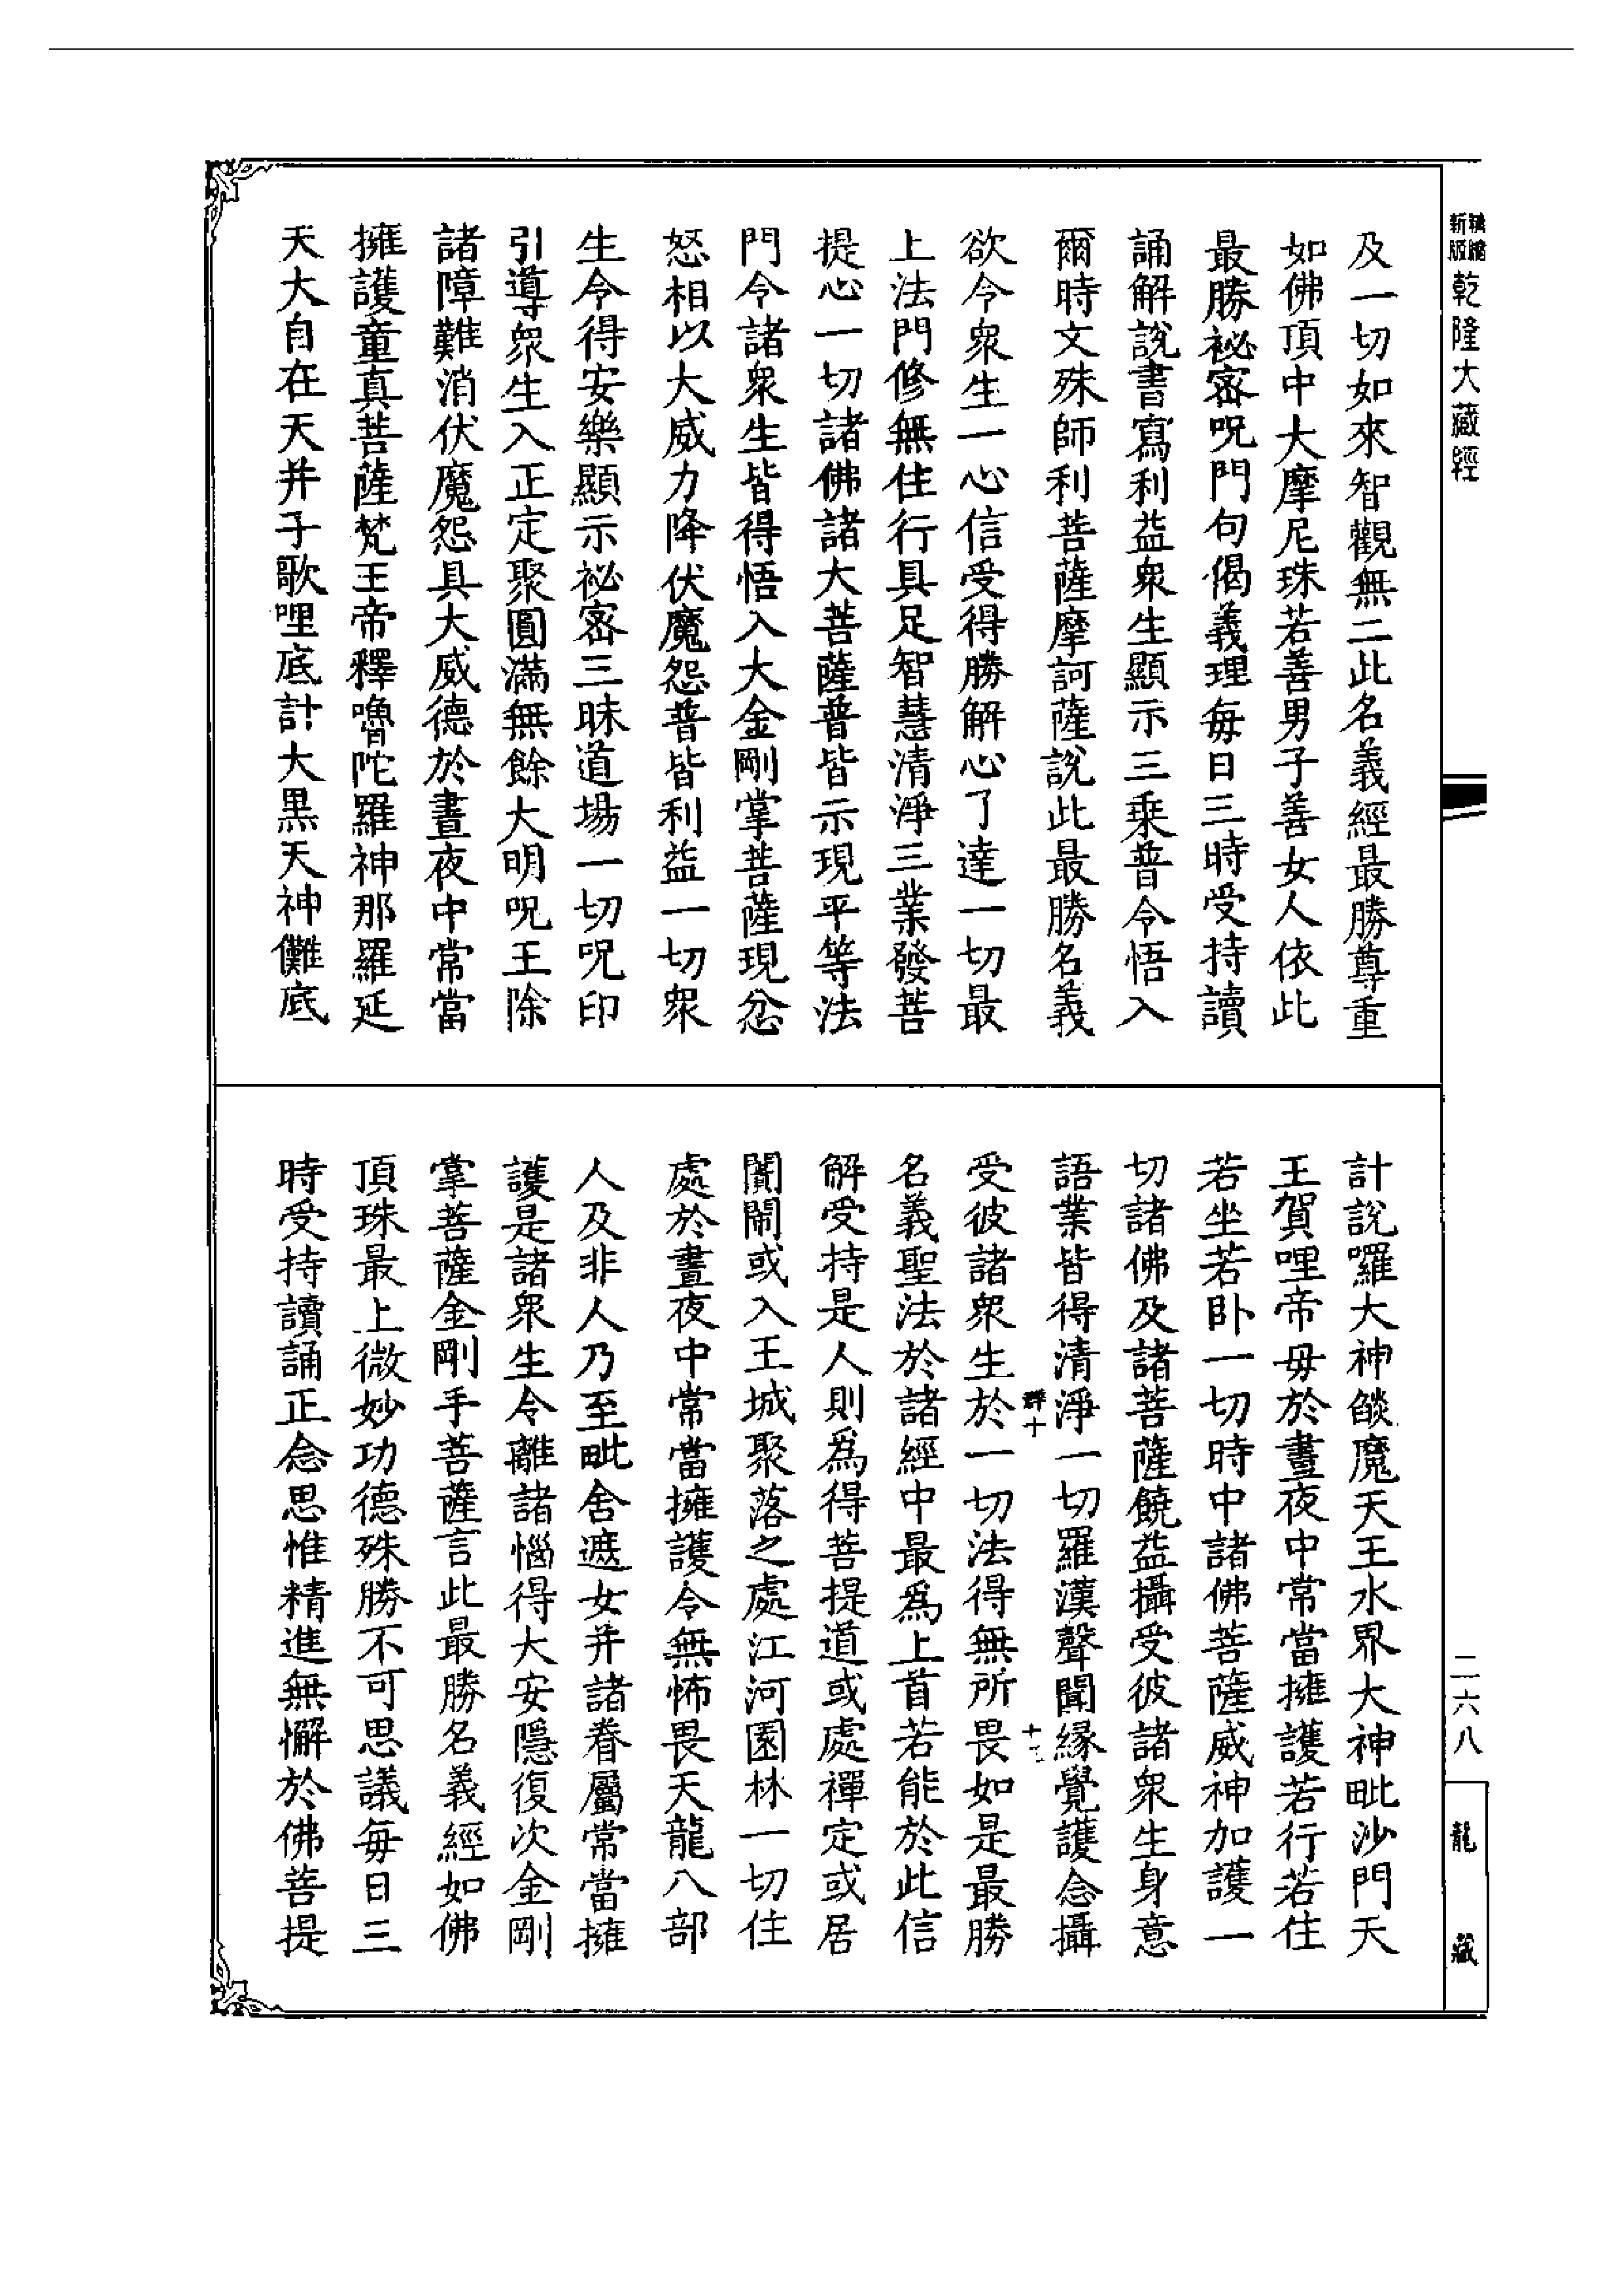 新編縮版乾隆大藏經
及一切如來智觀無二此名義經最勝尊重
如佛頂中大摩尼珠若善男子善女人依此
最勝祕密呪門句偈義理每日三時受持讀
誦解說書寫利益衆生顯示三乗普令悟入
爾時文殊師利菩薩摩訶薩說此最勝名義
欲令衆生一心信受得勝解心了達一切最
上法門修無住行具足智慧清淨三業發菩
提心一切諸佛諸大菩薩普皆示現平等法
門令諸衆生皆得悟入大金剛掌菩薩現忿
怒相以大威力降伏魔怨普皆利益一切衆
生令得安樂顯示祕密三昧道場一切呪印
引導衆生入正定聚圓滿無餘大明呪王除
諸障難消伏魔怨具大威德於晝夜中常當
擁護童真菩薩梵王帝釋嚕陀羅神那羅延
天大自在天并子歌哩底計大黑天神儺底
計說囉大神燄魔天王水界大神毗沙門天
王賀哩帝毋於晝夜中常當擁護若行若住
若坐若卧一切時中諸佛菩薩威神加護一
切諸佛及諸菩薩饒益攝受彼諸衆生身意
語業皆得清淨一切羅漢聲聞緣覺護念攝
群十
受彼諸衆生於一切法得無所畏如是最勝
名義聖法於諸經中最爲上首若能於此信
解受持是人則爲得菩提道或處禪定或居
闠閙或入王城聚落之處江河園林一切住
處於晝夜中常當擁護令無怖畏天龍八部
人及非人乃至毗舍遮女并諸眷屬常當擁
護是諸衆生令離諸惱得大安隱復次金剛
掌菩薩金剛手菩薩言此最勝名義經如佛
頂珠最上微妙功德殊勝不可思議每日三
時受持讀誦正念思惟精進無懈於佛菩提
二六八
龍藏